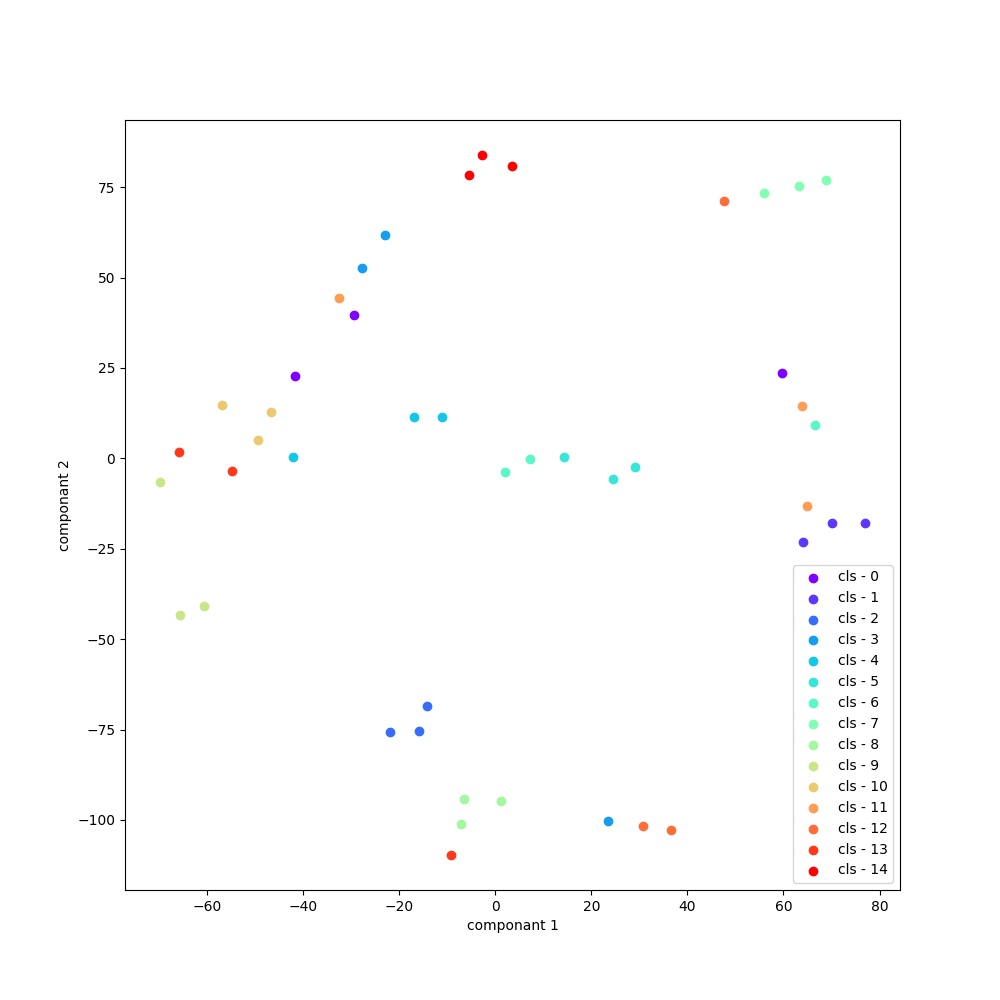 75
50
25
0
−25
−50
−75
−100
componant 2
−60
−40
−20
0
20
40
60
80
componant 1
cls - 0
cls - 1
cls - 2
cls - 3
cls - 4
cls - 5
cls - 6
cls - 7
cls - 8
cls - 9
cls - 10
cls - 11
cls - 12
cls - 13
cls - 14